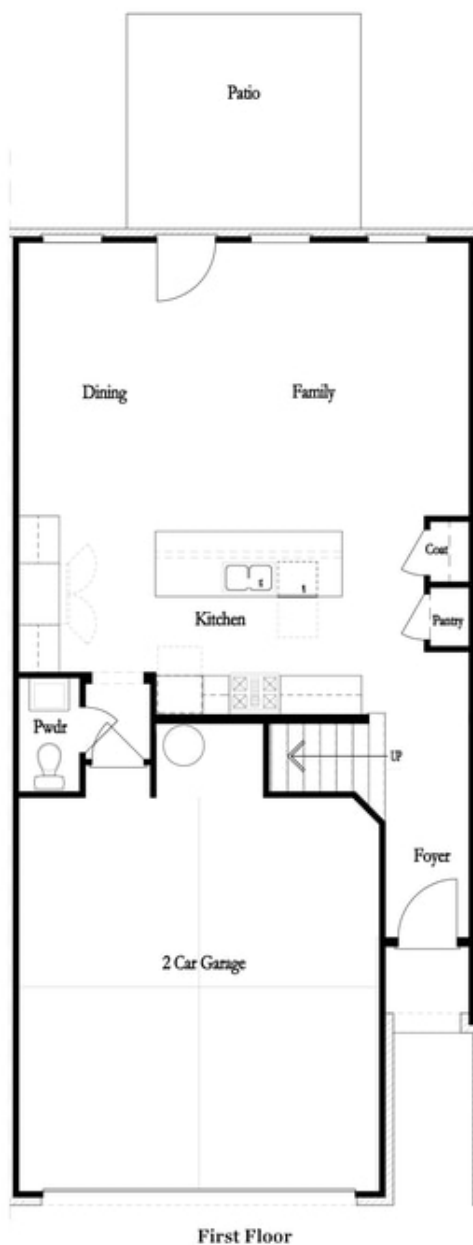 Patio
Dining
Family
Coat
Kitchen
Pantry
Pwdr
UP
Foyer
2 Car Garage
First Floor